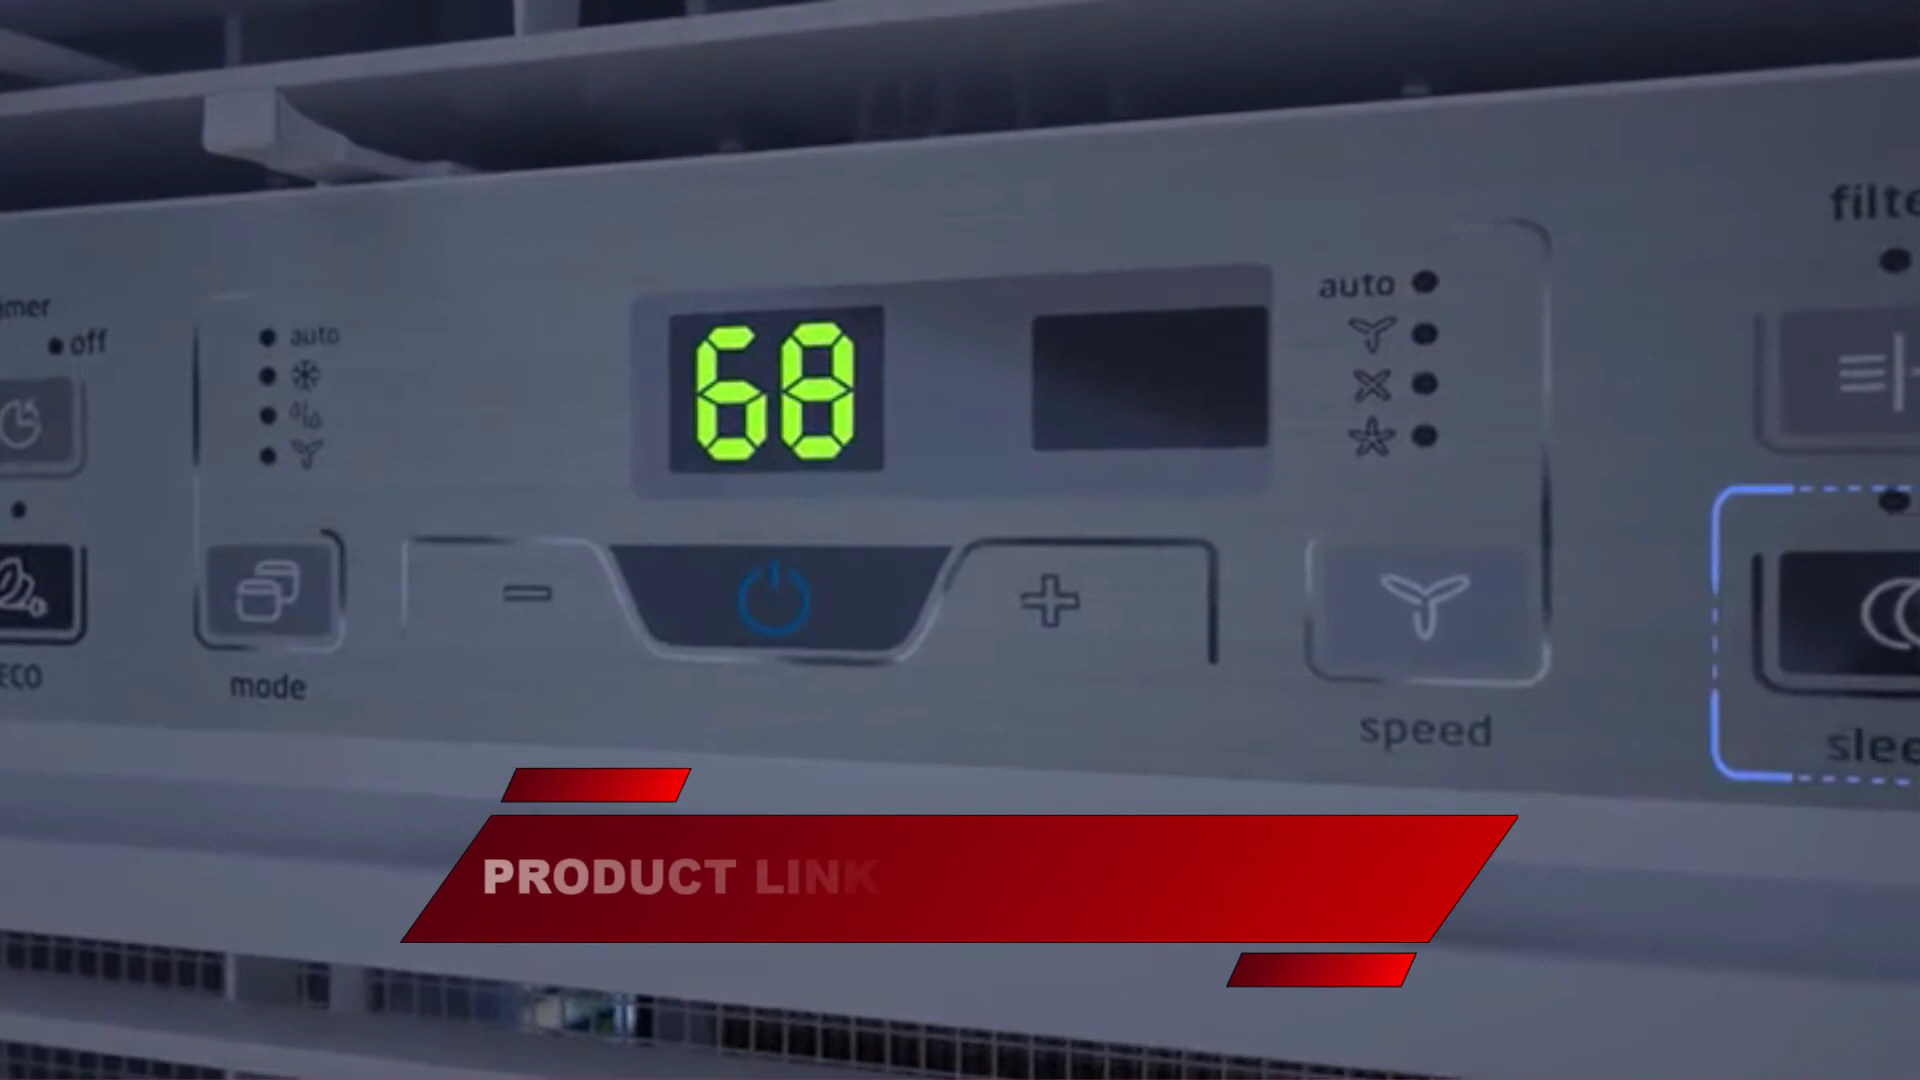 filte
imer
off
auto
68
auto
ECO
mode
speed
slee
PRODUCT LINK